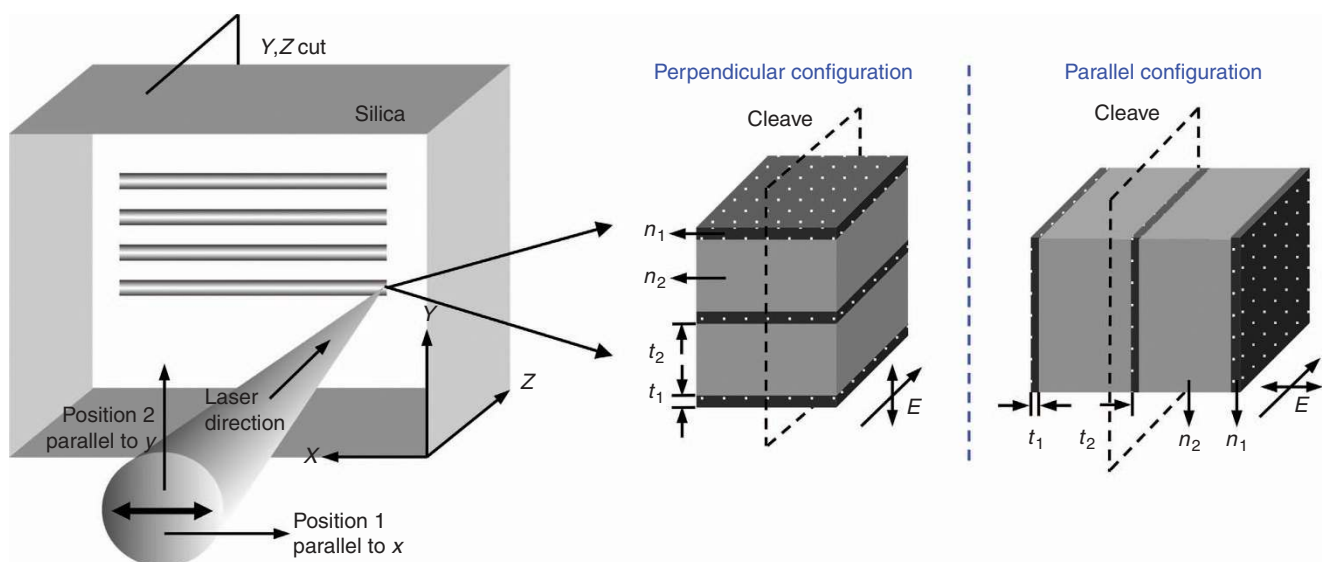 Y,Z cut
Silica
Laser
direction
Position 2
parallel to y
Position 1
parallel to x
Y
Z
X
Perpendicular configuration
Cleave
n1
n2
t2
t1
E
Parallel configuration
Cleave
t1
t2
n2
n1
E